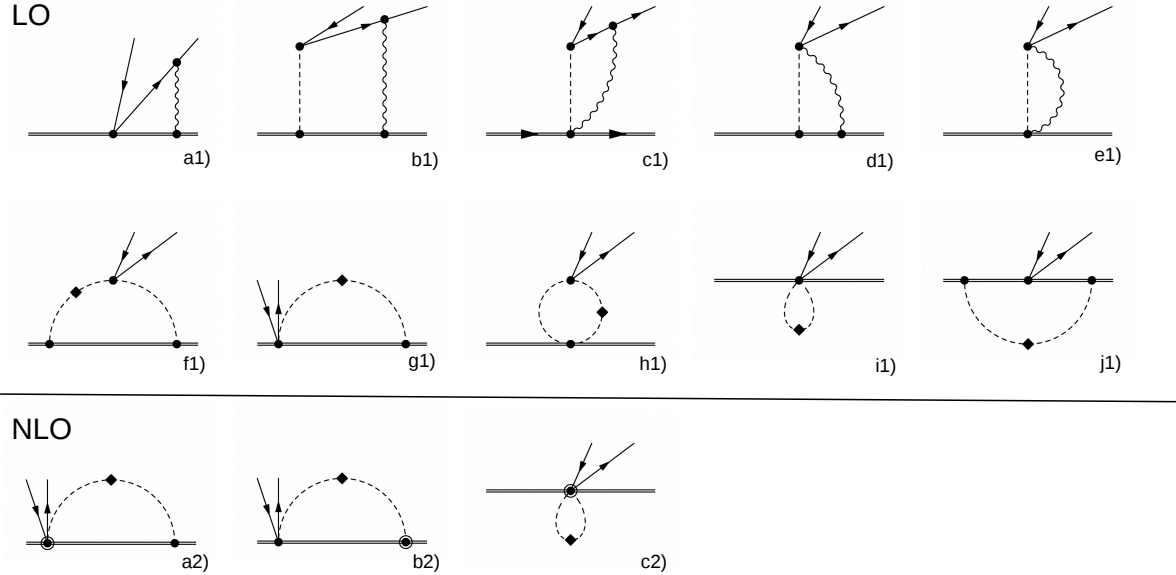 LO
a1) b1) c1) d1) e1)
f1) g1) h1) i1) j1)
NLO
a2) b2) c2)